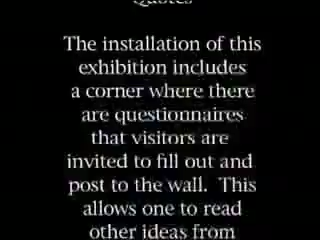 Quotes
The installation of this
exhibition includes
a corner where there
are questionnaires
that visitors are
invited to fill out and
post to the wall. This
allows one to read
other ideas from